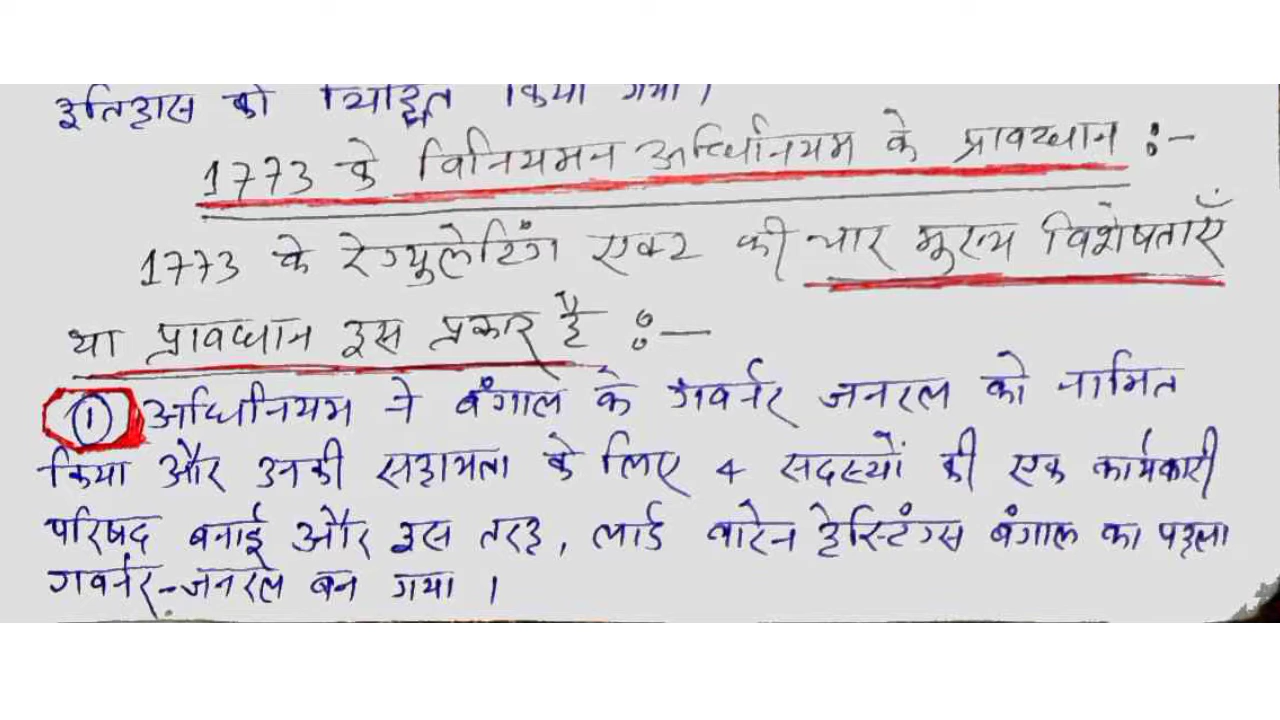 इतिहास को चिह्नित किया गया।
1773 के विनियमन अधिनियम के प्रावधान :-
1773 के रेग्युलेटिंग एक्ट की चार मुख्य विशेषताएँ
या प्रावधान इस प्रकार है :-
① अधिनियम ने बंगाल के गवर्नर जनरल को नामित
किया और उनकी सहायता के लिए 4 सदस्यों की एक कार्यकारी
परिषद बनाई और इस तरह, लार्ड वारेन हेस्टिंग्स बंगाल का पहला
गवर्नर-जनरल बन गया।